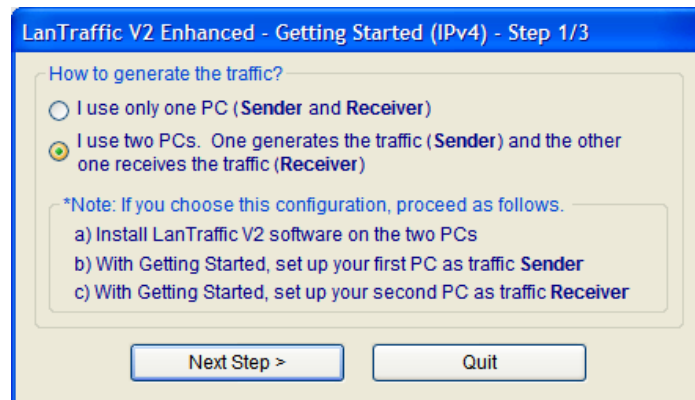 LanTraffic V2 Enhanced - Getting Started (IPv4) - Step 1/3
How to generate the traffic?
I use only one PC (Sender and Receiver)
I use two PCs. One generates the traffic (Sender) and the other
one receives the traffic (Receiver)
*Note: If you choose this configuration, proceed as follows.
a) Install LanTraffic V2 software on the two PCs
b) With Getting Started, set up your first PC as traffic Sender
c) With Getting Started, set up your second PC as traffic Receiver
Next Step >
Quit